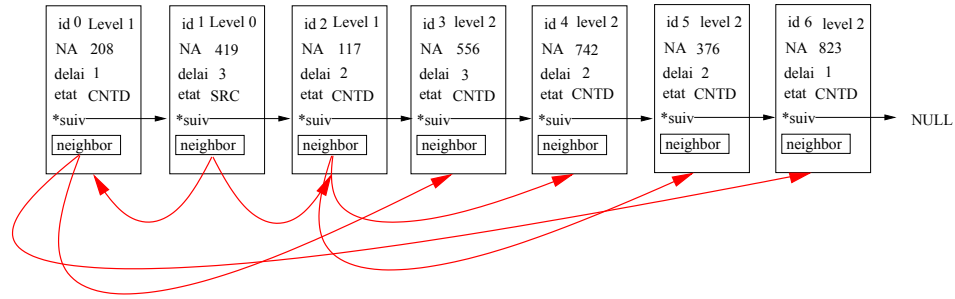 id 0 Level 1
NA 208
delai 1
etat CNTD
*suiv
neighbor
id 1 Level 0
NA 419
delai 3
etat SRC
*suiv
neighbor
id 2 Level 1
NA 117
delai 2
etat CNTD
*suiv
neighbor
id 3 level 2
NA 556
delai 3
etat CNTD
*suiv
neighbor
id 4 level 2
NA 742
delai 2
etat CNTD
*suiv
neighbor
id 5 level 2
NA 376
delai 2
etat CNTD
*suiv
neighbor
id 6 level 2
NA 823
delai 1
etat CNTD
*suiv
neighbor
NULL